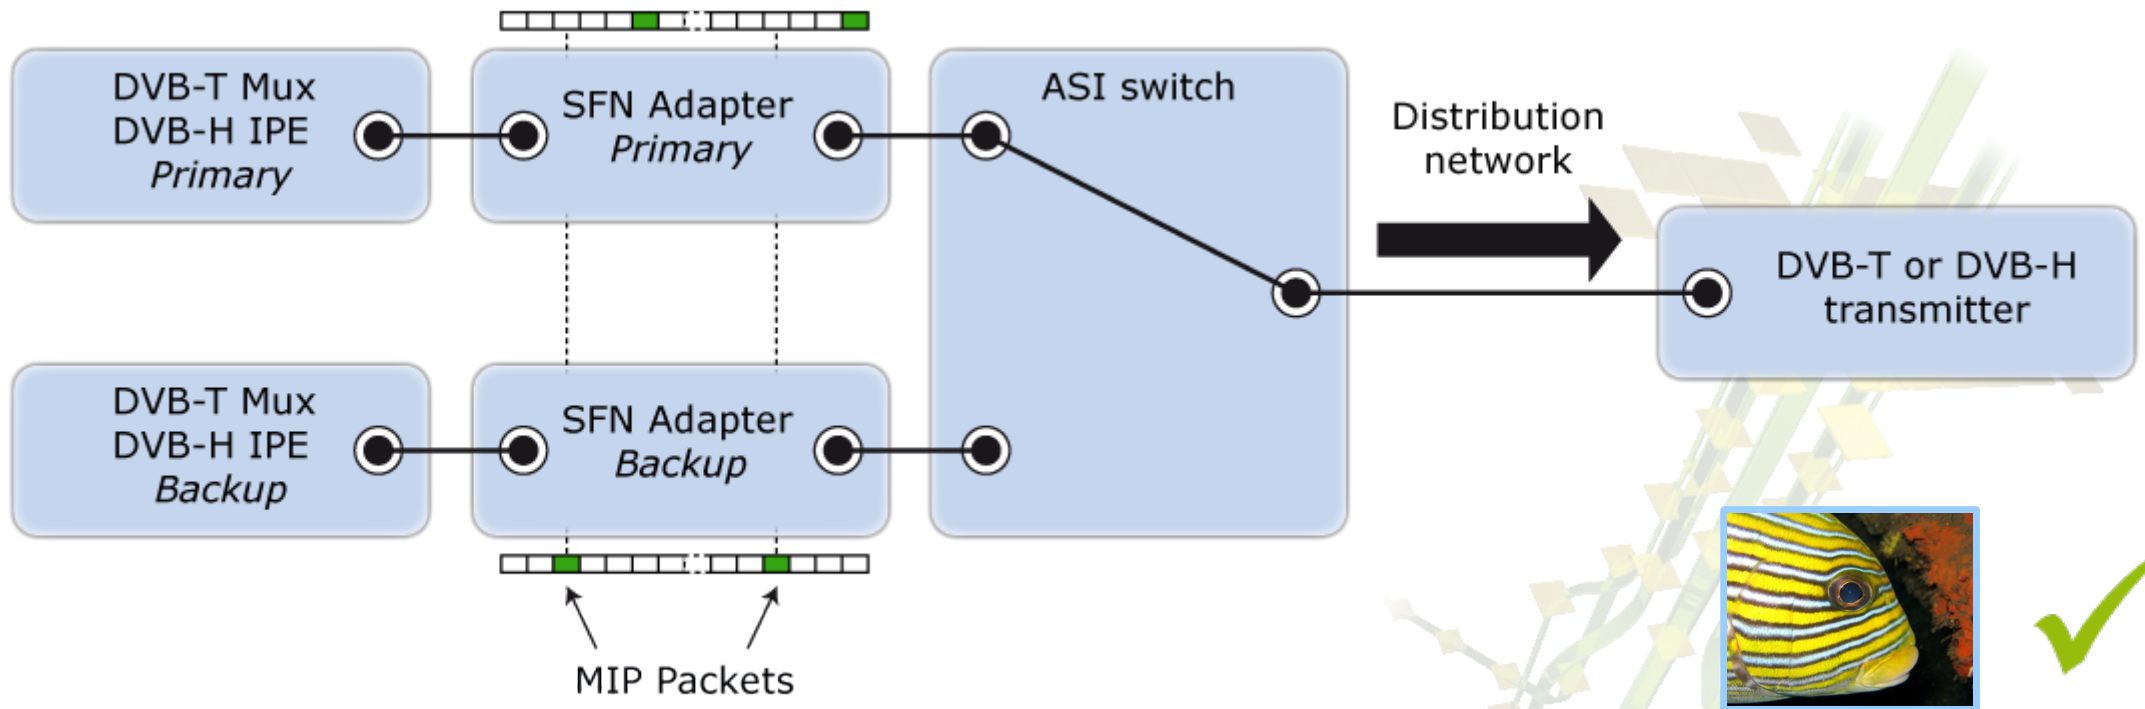 DVB-T Mux
DVB-H IPE
Primary
SFN Adapter
Primary
ASI switch
Distribution
network
DVB-T or DVB-H
transmitter
DVB-T Mux
DVB-H IPE
Backup
SFN Adapter
Backup
MIP Packets